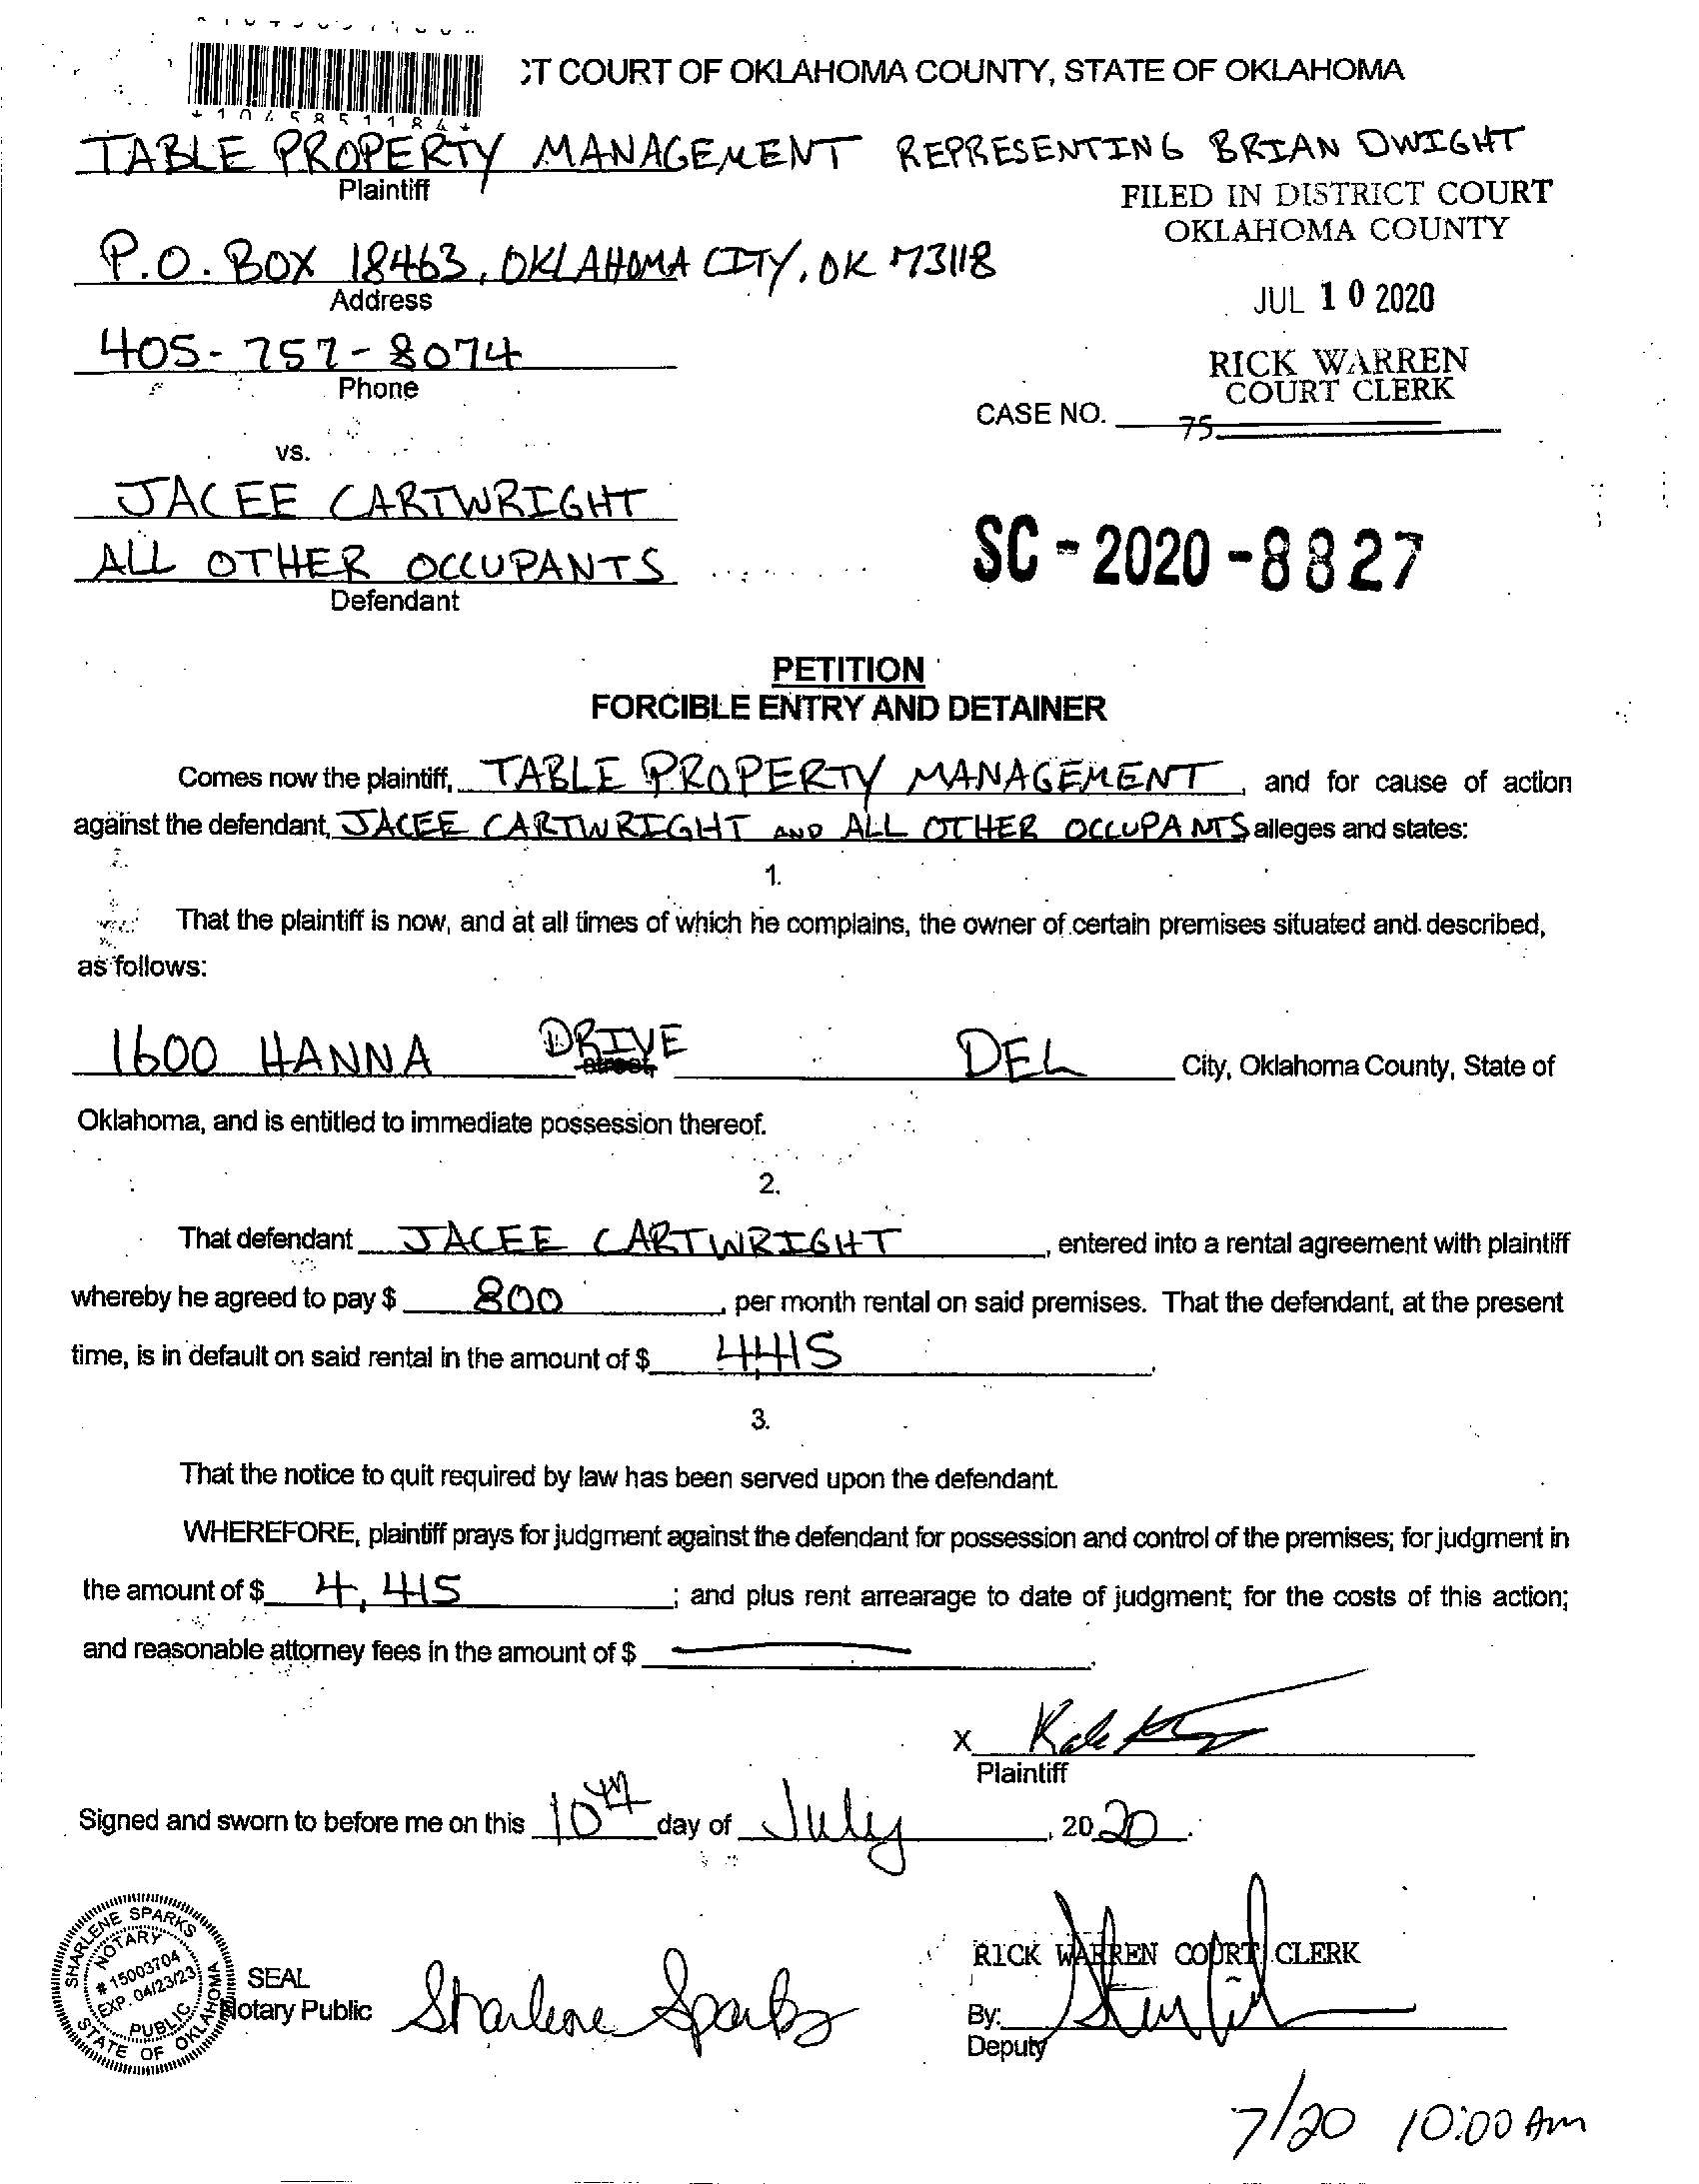 CT COURT OF OKLAHOMA COUNTY, STATE OF OKLAHOMA
*1045851184*
TABLE PROPERTY MANAGEMENT REPRESENTING BRIAN DWIGHT
Plaintiff
FILED IN DISTRICT COURT
OKLAHOMA COUNTY
P.O. BOX 18463, OKLAHOMA CITY, OK 73118
Address
JUL 10 2020
405-757-8074
Phone
RICK WARREN
COURT CLERK
CASE NO.
75
vs.
JACEE CARTWRIGHT
ALL OTHER OCCUPANTS
Defendant
SC-2020-8827
PETITION
FORCIBLE ENTRY AND DETAINER
Comes now the plaintiff, TABLE PROPERTY MANAGEMENT, and for cause of action
against the defendant, JACEE CARTWRIGHT AND ALL OTHER OCCUPANTS alleges and states:
1.
That the plaintiff is now, and at all times of which he complains, the owner of certain premises situated and described,
as follows:
1600 HANNA DRIVE street DEL City, Oklahoma County, State of
Oklahoma, and is entitled to immediate possession thereof.
2.
That defendant JACEE CARTWRIGHT, entered into a rental agreement with plaintiff
whereby he agreed to pay $ 800, per month rental on said premises. That the defendant, at the present
time, is in default on said rental in the amount of $ 4,415.
3.
That the notice to quit required by law has been served upon the defendant.
WHEREFORE, plaintiff prays for judgment against the defendant for possession and control of the premises; for judgment in
the amount of $ 4,415; and plus rent arrearage to date of judgment; for the costs of this action;
and reasonable attorney fees in the amount of $ —.
X
Plaintiff
Signed and sworn to before me on this 10th day of July, 2020.
SHARLENE SPARKS
NOTARY
# 15003704
EXP. 04/23/23
PUBLIC
STATE OF OKLAHOMA
SEAL
Notary Public Sharlene Sparks
RICK WARREN COURT CLERK
By:
Deputy
7/20 10:00 Am